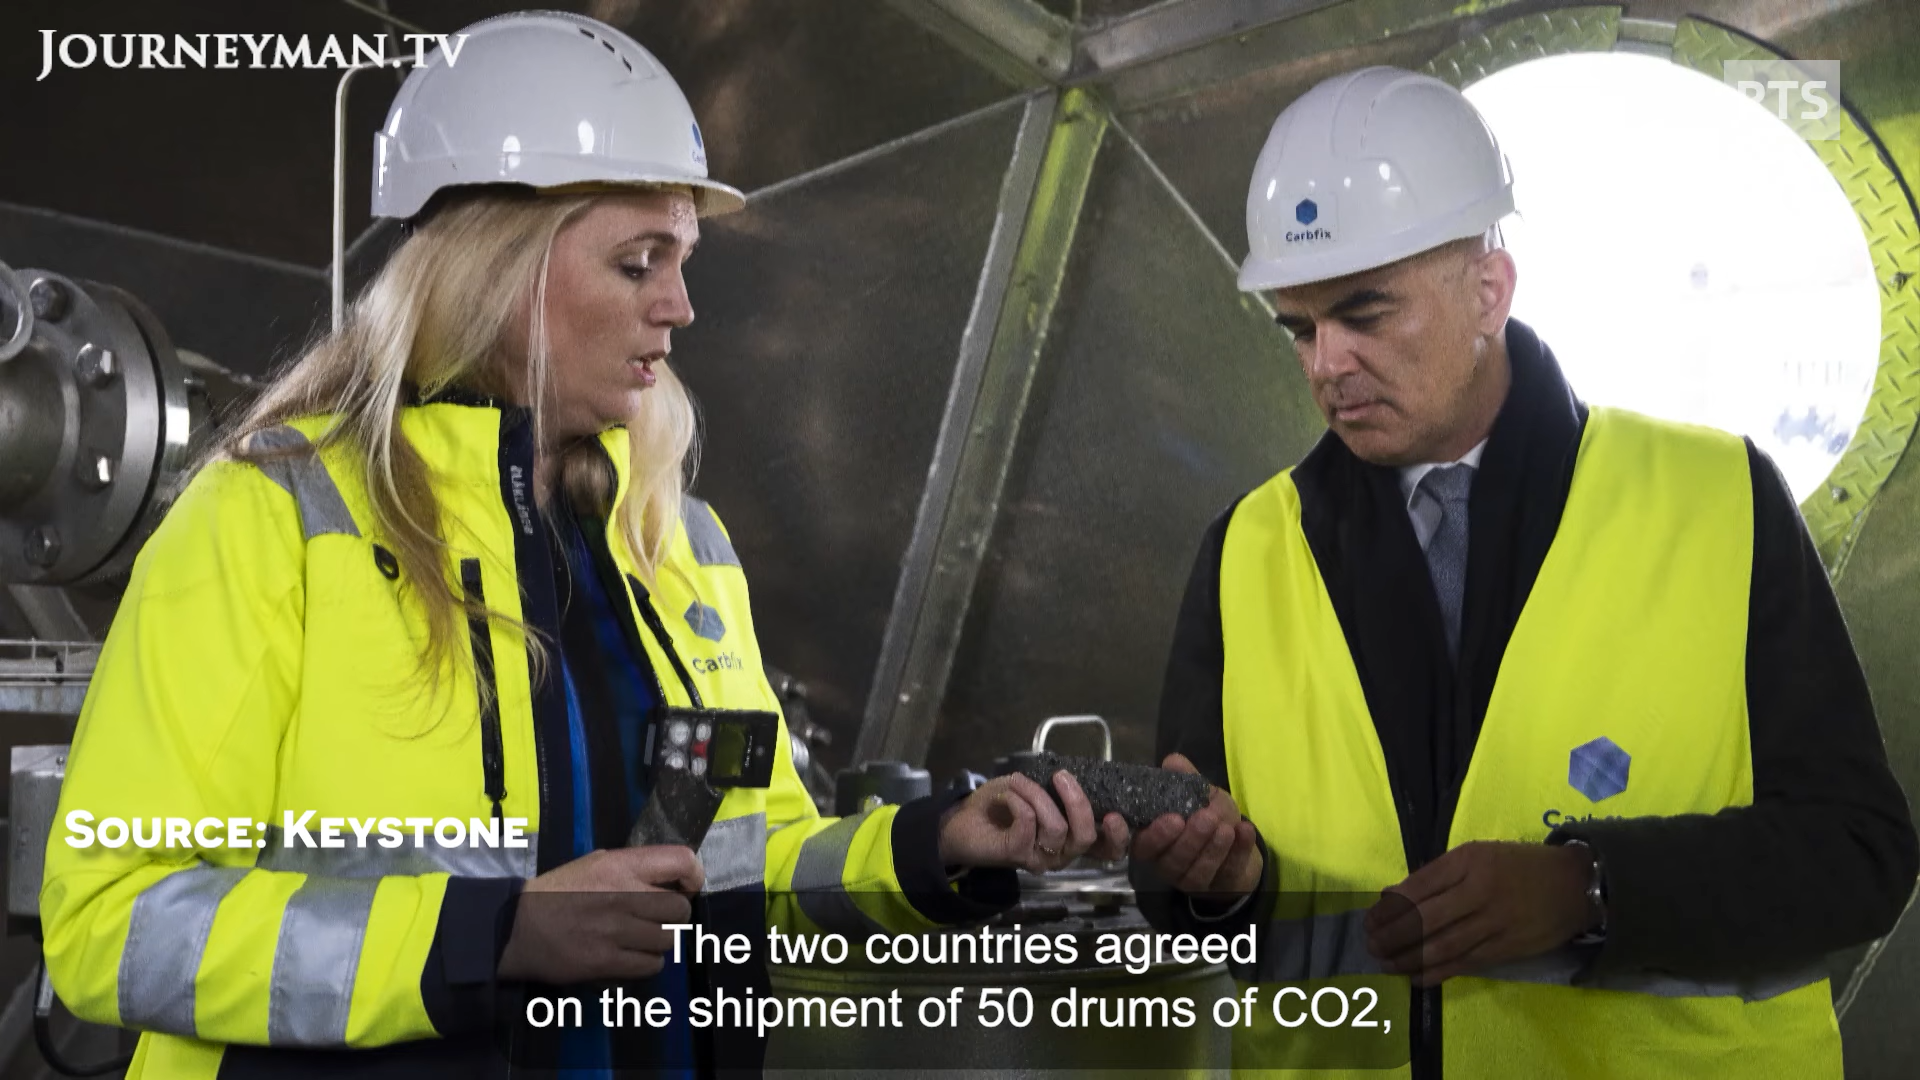 JOURNEYMAN.TV
RTS
Carbfix
BLÅKLÄDER
Carbfix
SOURCE: KEYSTONE
The two countries agreed
on the shipment of 50 drums of CO2,